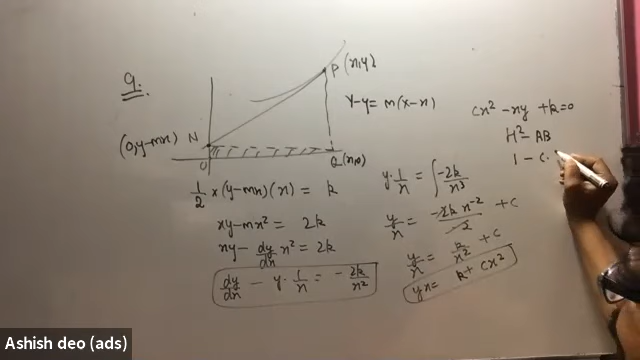 9.
P(x,y)
Y-y = m(X-x)
(0,y-mx) N
O
Q(x,0)
1/2 x (y-mx)(x) = k
xy - mx² = 2k
xy - dy/dx x² = 2k
dy/dx - y·1/x = -2k/x²
y·1/x = ∫ -2k/x³
y/x = -2k x⁻²/-2 + C
y/x = k/x² + C
yx = k + Cx²
Cx² - xy + k = 0
H² - AB
1 - C·
Ashish deo (ads)